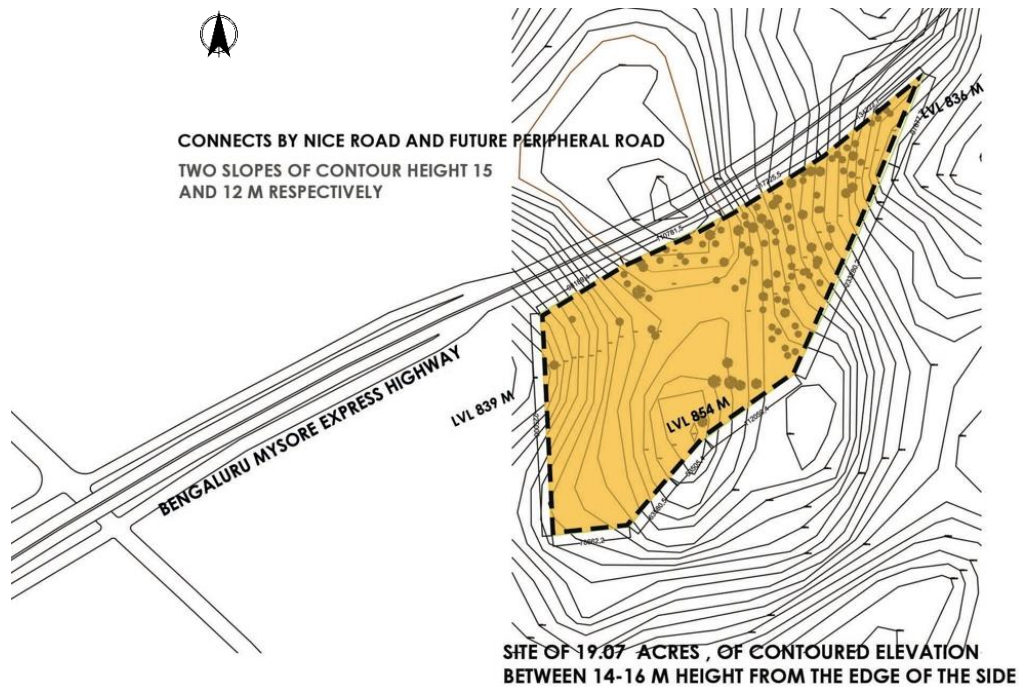 CONNECTS BY NICE ROAD AND FUTURE PERIPHERAL ROAD
TWO SLOPES OF CONTOUR HEIGHT 15
AND 12 M RESPECTIVELY
LVL 836 M
BENGALURU MYSORE EXPRESS HIGHWAY
LVL 839 M
LVL 854 M
SITE OF 19.07 ACRES , OF CONTOURED ELEVATION
BETWEEN 14-16 M HEIGHT FROM THE EDGE OF THE SIDE